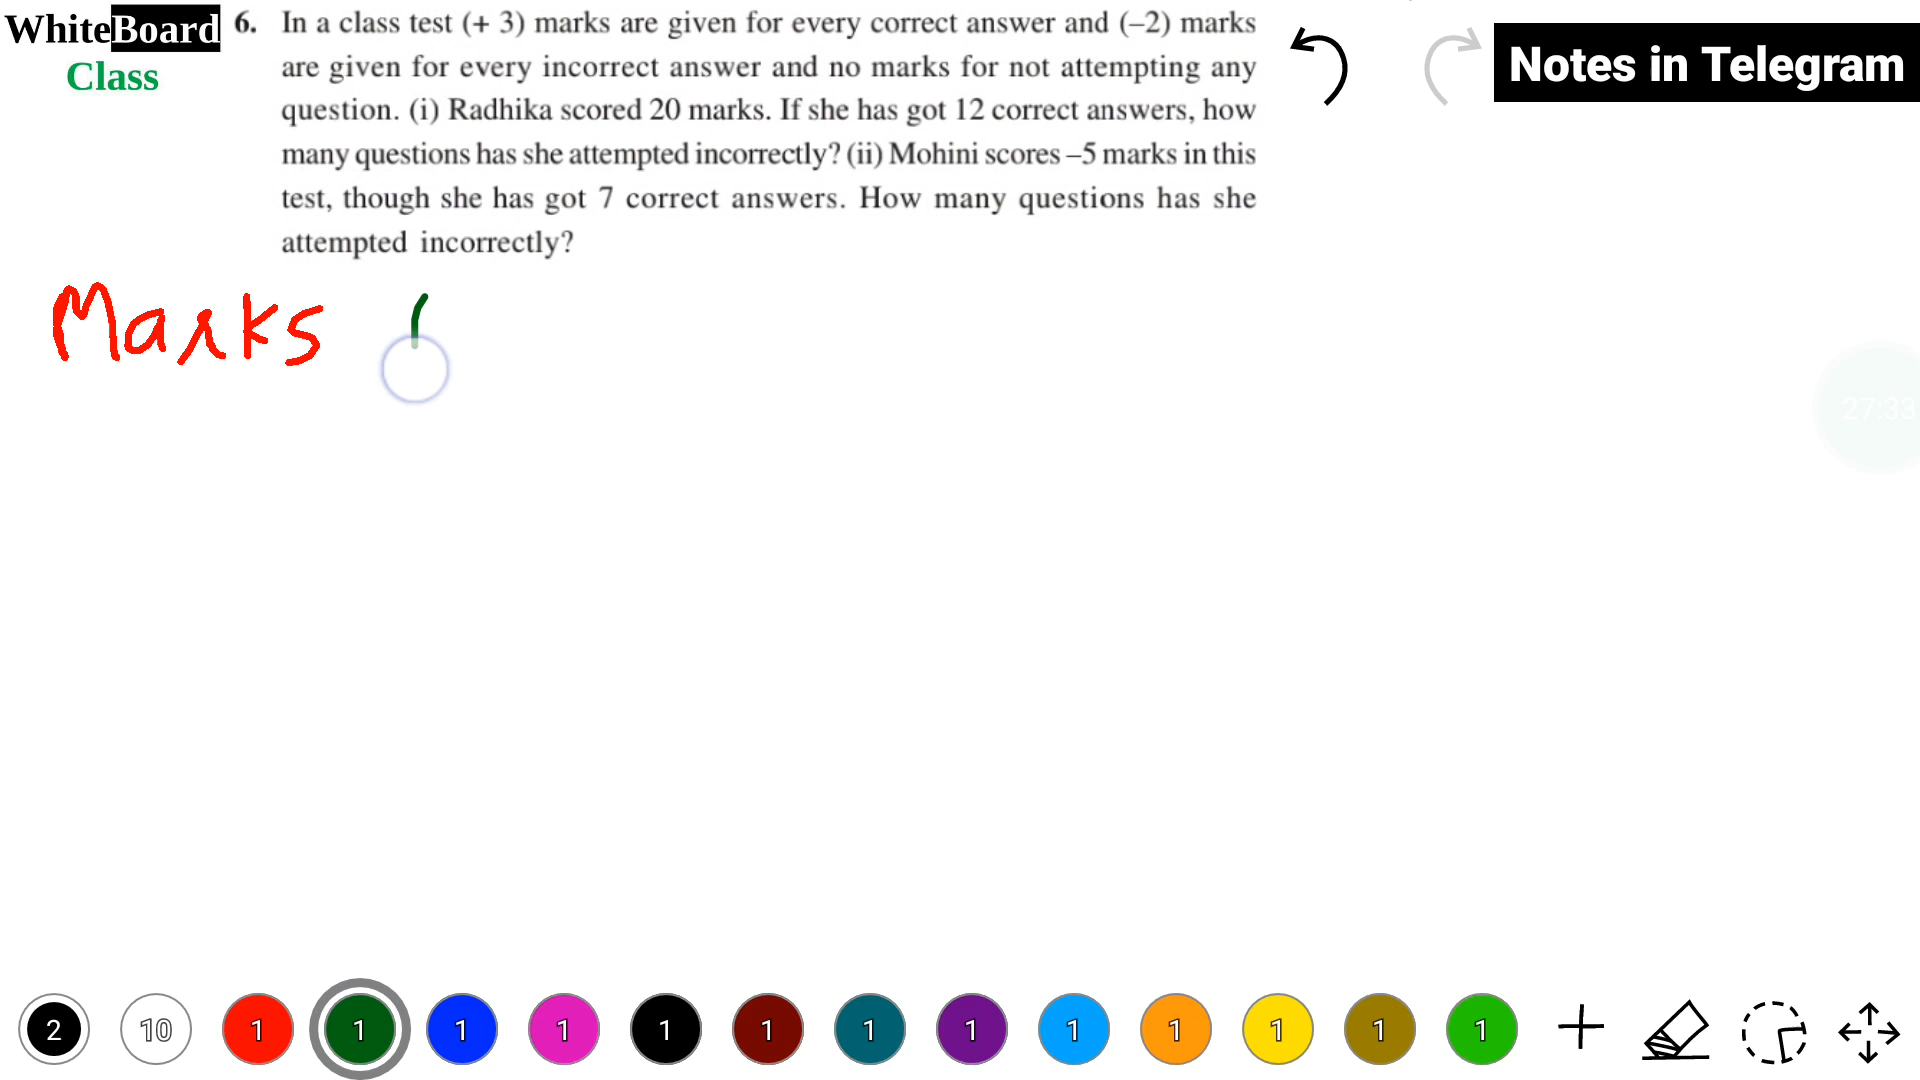 WhiteBoard
Class
6. In a class test (+ 3) marks are given for every correct answer and (–2) marks
are given for every incorrect answer and no marks for not attempting any
question. (i) Radhika scored 20 marks. If she has got 12 correct answers, how
many questions has she attempted incorrectly? (ii) Mohini scores –5 marks in this
test, though she has got 7 correct answers. How many questions has she
attempted incorrectly?
Notes in Telegram
Marks (
27:33
2 10 1 1 1 1 1 1 1 1 1 1 1 1 1